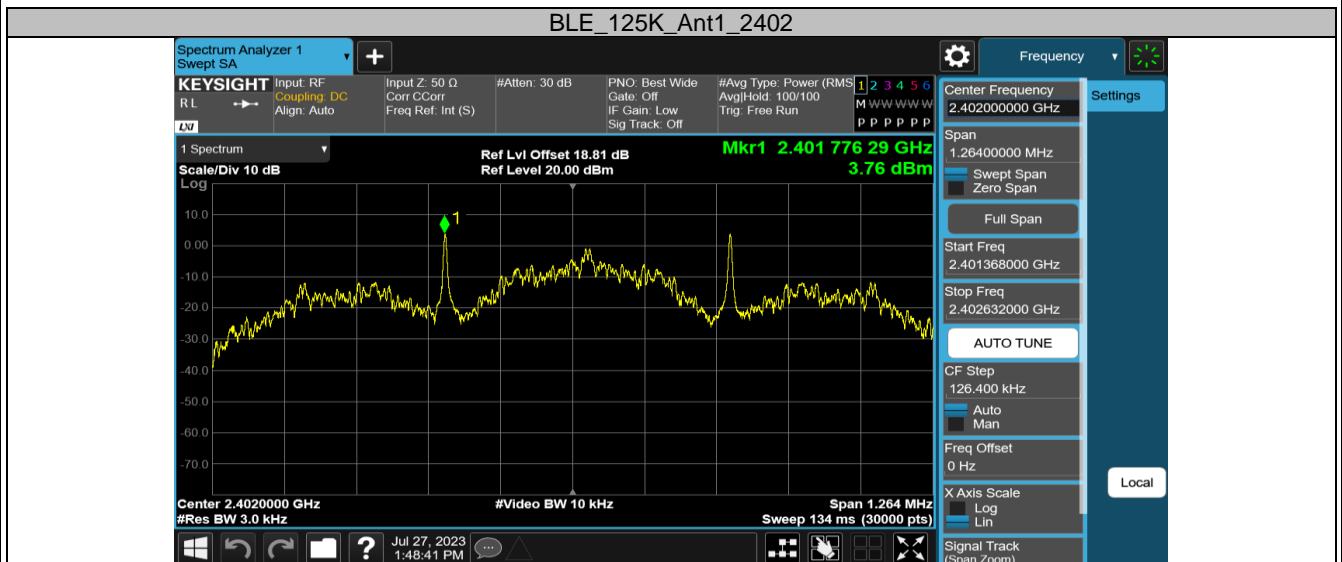 BLE_125K_Ant1_2402
Spectrum Analyzer 1
Swept SA
Frequency
KEYSIGHT
R L
LXI
Input: RF
Coupling: DC
Align: Auto
Input Z: 50 Ω
Corr CCorr
Freq Ref: Int (S)
#Atten: 30 dB
PNO: Best Wide
Gate: Off
IF Gain: Low
Sig Track: Off
#Avg Type: Power (RMS
Avg|Hold: 100/100
Trig: Free Run
1 2 3 4 5 6
M W W W W W
P P P P P P
Center Frequency
2.402000000 GHz
Settings
1 Spectrum
Scale/Div 10 dB
Log
Ref Lvl Offset 18.81 dB
Ref Level 20.00 dBm
Mkr1 2.401 776 29 GHz
3.76 dBm
1
10.0
0.00
-10.0
-20.0
-30.0
-40.0
-50.0
-60.0
-70.0
Center 2.4020000 GHz
#Res BW 3.0 kHz
#Video BW 10 kHz
Span 1.264 MHz
Sweep 134 ms (30000 pts)
Span
1.26400000 MHz
Swept Span
Zero Span
Full Span
Start Freq
2.401368000 GHz
Stop Freq
2.402632000 GHz
AUTO TUNE
CF Step
126.400 kHz
Auto
Man
Freq Offset
0 Hz
X Axis Scale
Log
Lin
Signal Track
(Span Zoom)
Local
?
Jul 27, 2023
1:48:41 PM